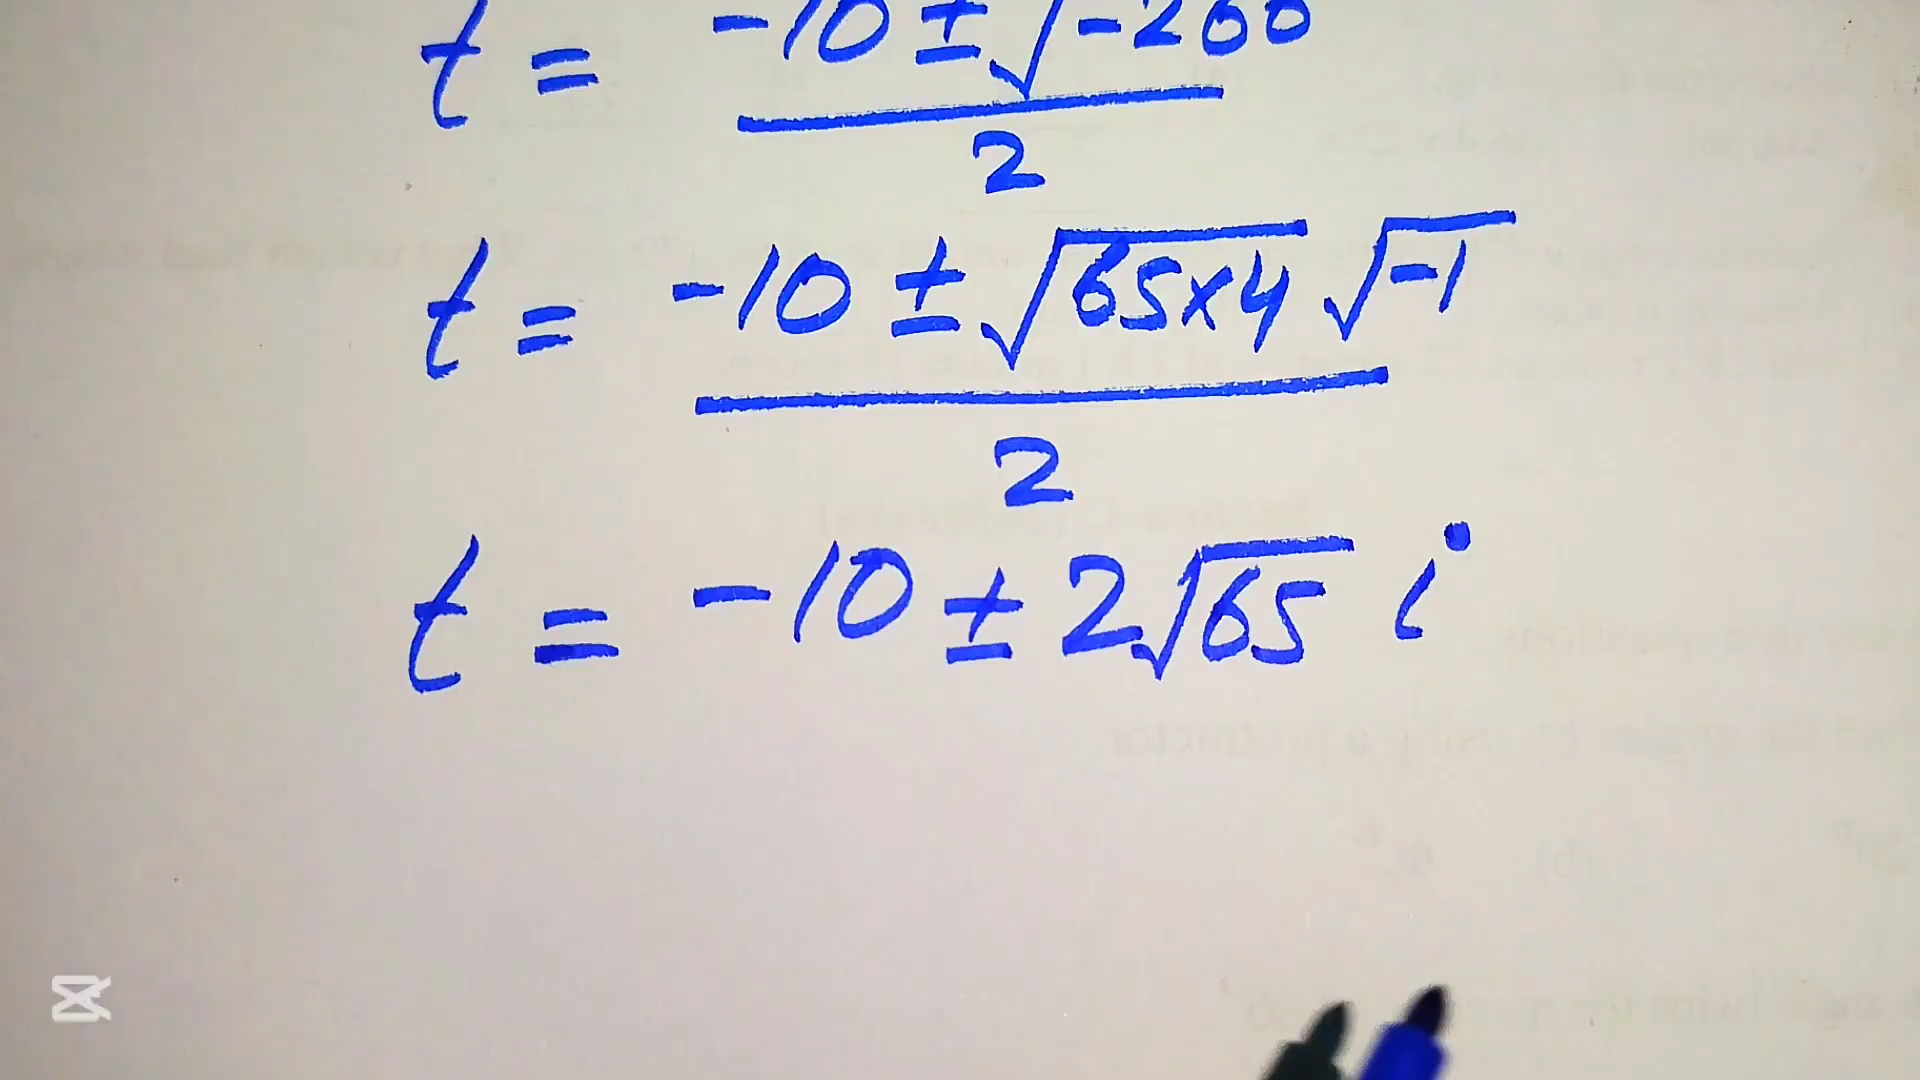 t = -10 ± √-260
2
t = -10 ± √65×4 √-1
2
t = -10 ± 2√65 i